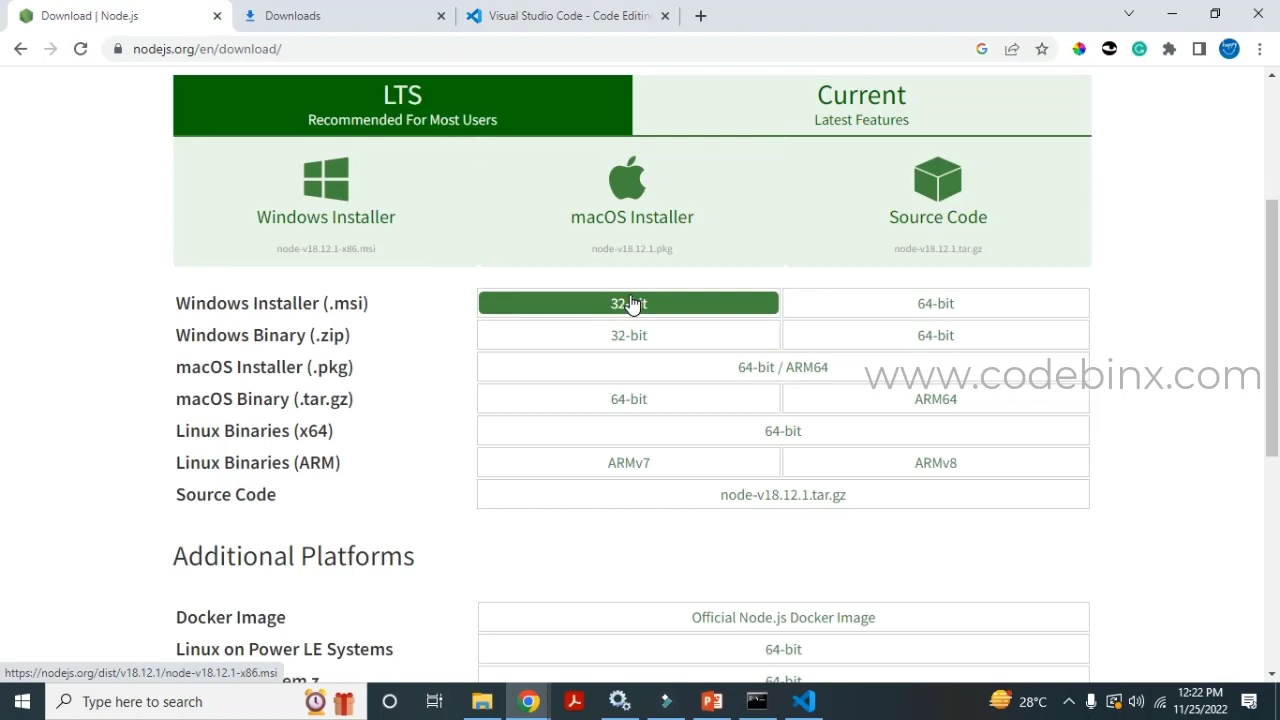 Download | Node.js
Downloads
Visual Studio Code - Code Editin
nodejs.org/en/download/
LTS
Recommended For Most Users
Current
Latest Features
Windows Installer
node-v18.12.1-x86.msi
macOS Installer
node-v18.12.1.pkg
Source Code
node-v18.12.1.tar.gz
Windows Installer (.msi) 32-bit 64-bit
Windows Binary (.zip) 32-bit 64-bit
macOS Installer (.pkg) 64-bit / ARM64
www.codebinx.com
macOS Binary (.tar.gz) 64-bit ARM64
Linux Binaries (x64) 64-bit
Linux Binaries (ARM) ARMv7 ARMv8
Source Code node-v18.12.1.tar.gz
Additional Platforms
Docker Image Official Node.js Docker Image
Linux on Power LE Systems 64-bit
64-bit
https://nodejs.org/dist/v18.12.1/node-v18.12.1-x86.msi
Type here to search
28°C
12:22 PM
11/25/2022